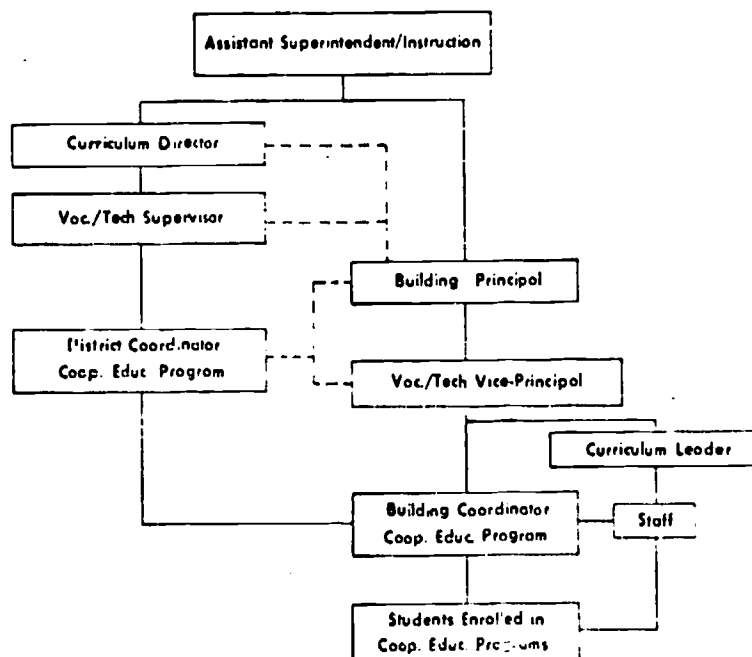 Assistant Superintendent/Instruction
Curriculum Director
Voc./Tech Supervisor
Building Principal
District Coordinator
Coop. Educ. Program
Voc./Tech Vice-Principal
Curriculum Leader
Building Coordinator
Coop. Educ. Program
Staff
Students Enrolled in
Coop. Educ. Programs